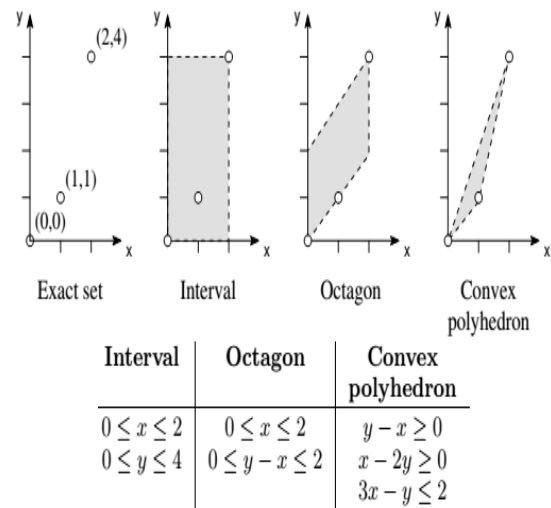 y y y y
(2,4)
(1,1)
(0,0)
x x x x
Exact set Interval Octagon Convex
polyhedron
Interval Octagon Convex
polyhedron
0 ≤ x ≤ 2 0 ≤ x ≤ 2 y − x ≥ 0
0 ≤ y ≤ 4 0 ≤ y − x ≤ 2 x − 2y ≥ 0
3x − y ≤ 2